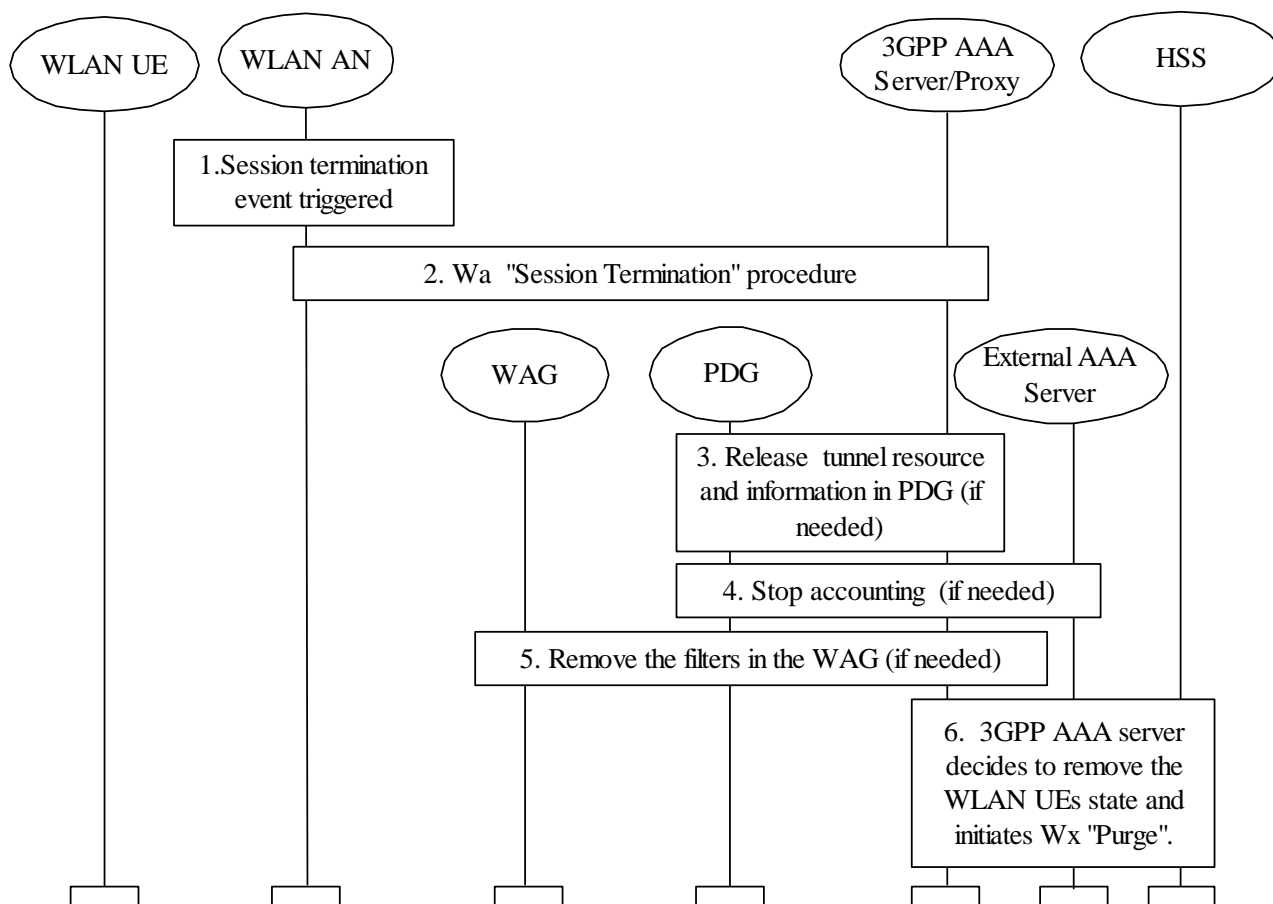 WLAN UE
WLAN AN
3GPP AAA
Server/Proxy
HSS
1.Session termination
event triggered
2. Wa "Session Termination" procedure
WAG
PDG
External AAA
Server
3. Release tunnel resource
and information in PDG (if
needed)
4. Stop accounting (if needed)
5. Remove the filters in the WAG (if needed)
6. 3GPP AAA server
decides to remove the
WLAN UEs state and
initiates Wx "Purge".